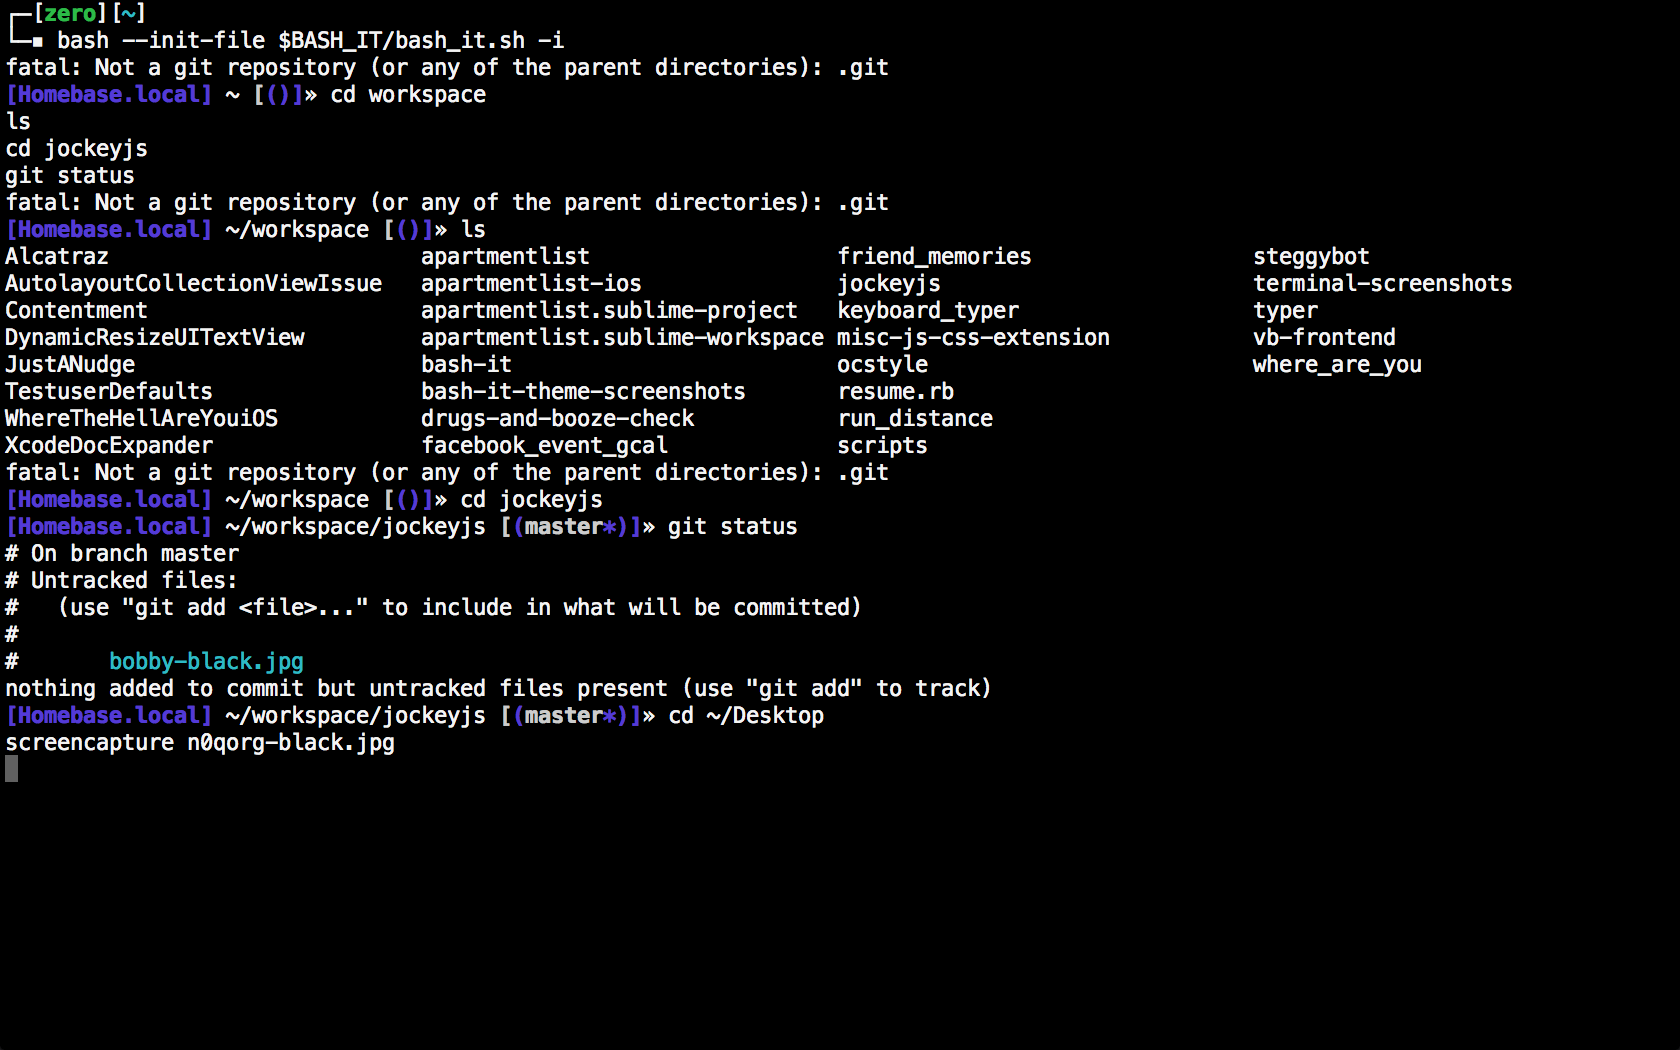 ┌─[zero][~]
└─▪ bash --init-file $BASH_IT/bash_it.sh -i
fatal: Not a git repository (or any of the parent directories): .git
[Homebase.local] ~ [()]» cd workspace
ls
cd jockeyjs
git status
fatal: Not a git repository (or any of the parent directories): .git
[Homebase.local] ~/workspace [()]» ls
Alcatraz                        apartmentlist                   friend_memories                 steggybot
AutolayoutCollectionViewIssue   apartmentlist-ios               jockeyjs                        terminal-screenshots
Contentment                     apartmentlist.sublime-project   keyboard_typer                  typer
DynamicResizeUITextView         apartmentlist.sublime-workspace misc-js-css-extension           vb-frontend
JustANudge                      bash-it                         ocstyle                         where_are_you
TestuserDefaults                bash-it-theme-screenshots       resume.rb
WhereTheHellAreYouiOS           drugs-and-booze-check           run_distance
XcodeDocExpander                facebook_event_gcal             scripts
fatal: Not a git repository (or any of the parent directories): .git
[Homebase.local] ~/workspace [()]» cd jockeyjs
[Homebase.local] ~/workspace/jockeyjs [(master*)]» git status
# On branch master
# Untracked files:
#   (use "git add <file>..." to include in what will be committed)
#
#       bobby-black.jpg
nothing added to commit but untracked files present (use "git add" to track)
[Homebase.local] ~/workspace/jockeyjs [(master*)]» cd ~/Desktop
screencapture n0qorg-black.jpg